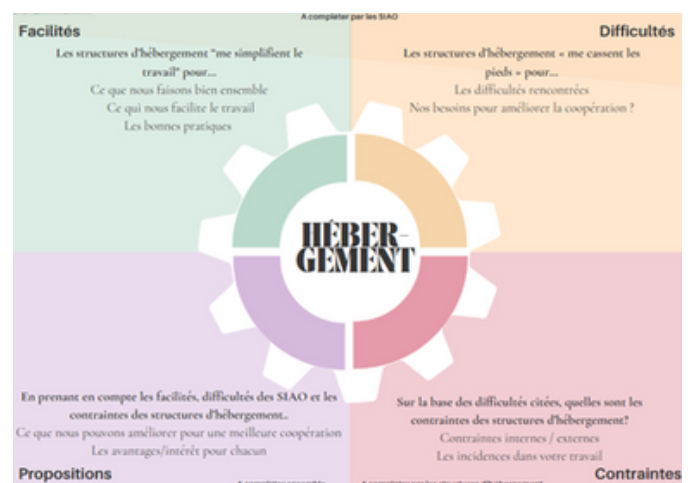 A compléter par les SIAO
Facilités
Les structures d'hébergement "me simplifient le
travail" pour...
Ce que nous faisons bien ensemble
Ce qui nous facilite le travail
Les bonnes pratiques
Difficultés
Les structures d'hébergement « me cassent les
pieds » pour...
Les difficultés rencontrées
Nos besoins pour améliorer la coopération ?
HÉBER-
GEMENT
En prenant en compte les facilités, difficultés des SIAO et les
contraintes des structures d'hébergement..
Ce que nous pouvons améliorer pour une meilleure coopération
Les avantages/intérêt pour chacun
Propositions
Sur la base des difficultés citées, quelles sont les
contraintes des structures d'hébergement?
Contraintes internes / externes
Les incidences dans votre travail
Contraintes